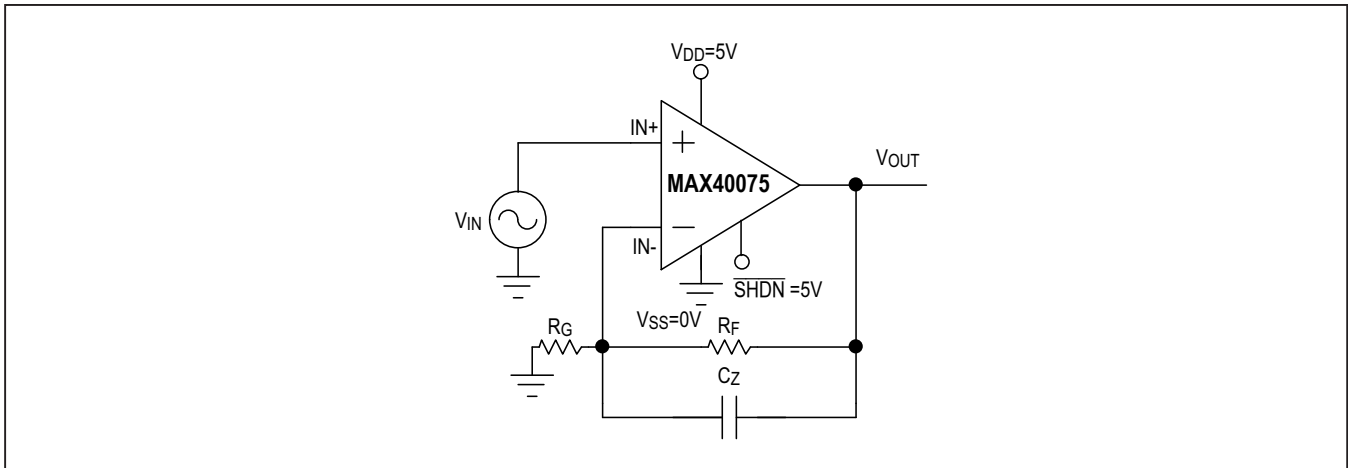 VDD=5V
IN+
+
MAX40075
VOUT
VIN
−
IN-
SHDN =5V
VSS=0V
RG
RF
CZ